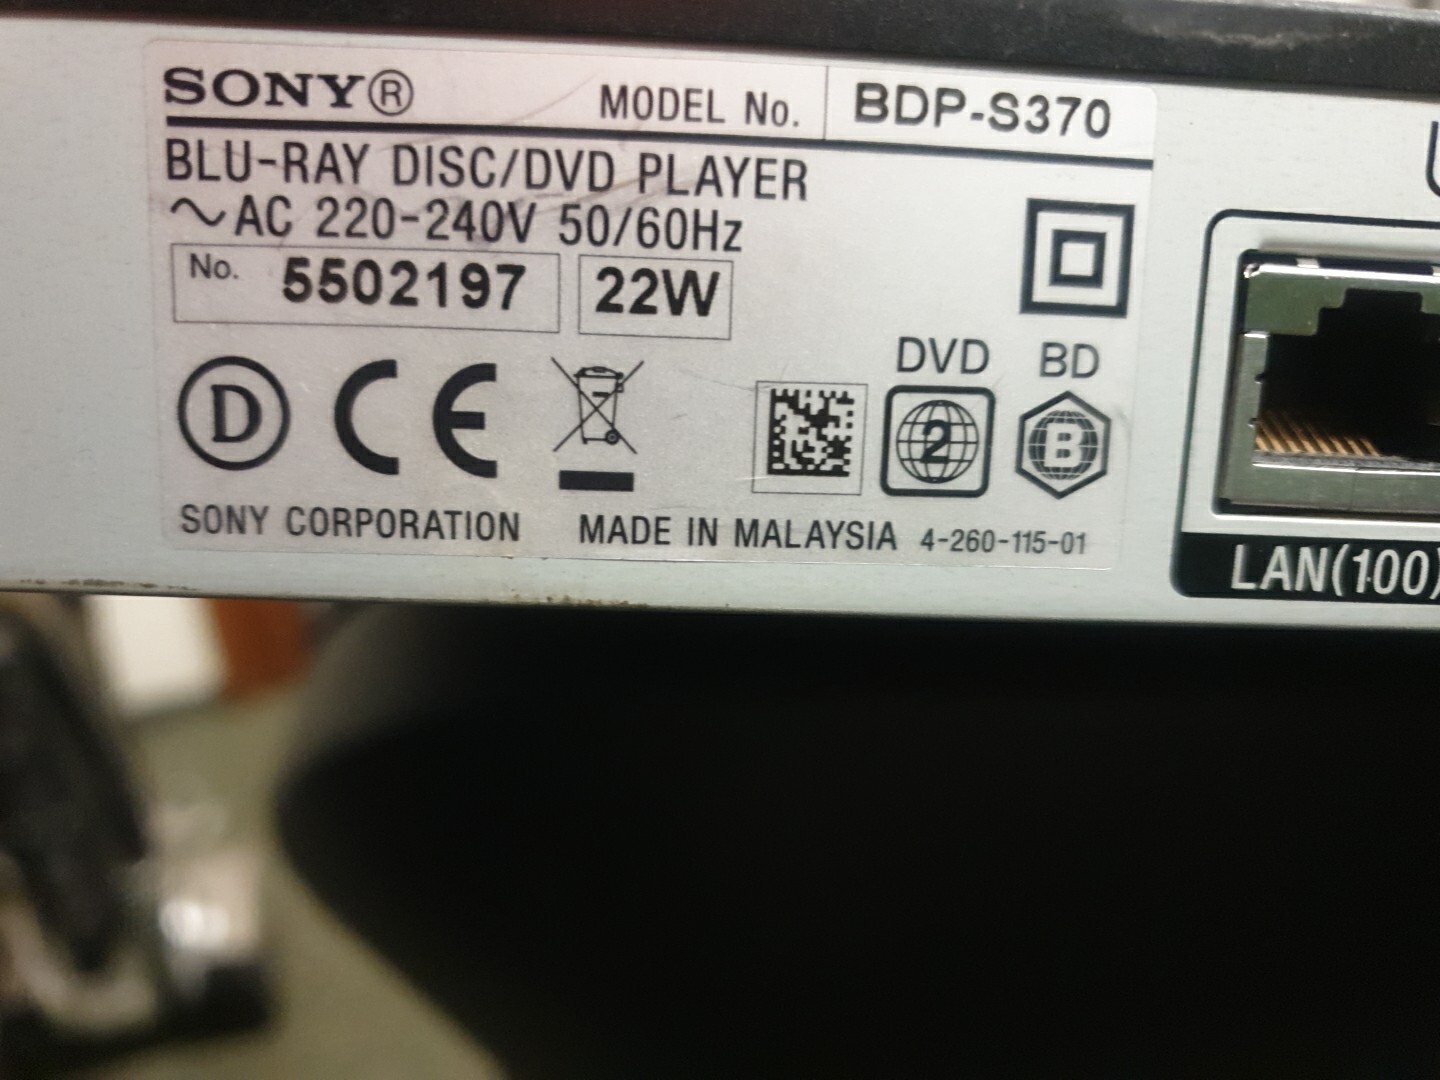 SONY® MODEL No. BDP-S370
BLU-RAY DISC/DVD PLAYER
~AC 220-240V 50/60Hz
No. 5502197 22W
DVD BD
D CE 2 B
SONY CORPORATION MADE IN MALAYSIA 4-260-115-01
LAN(100)